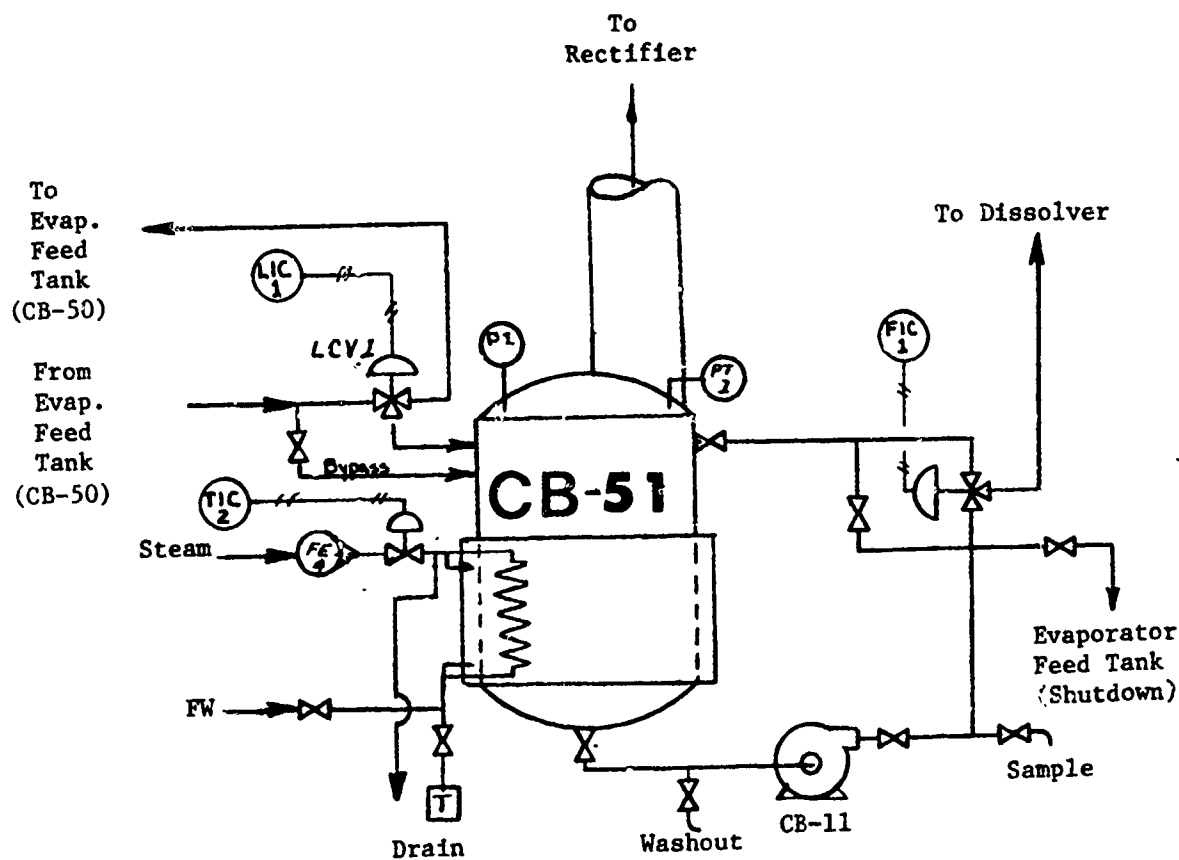 To
Rectifier
To
Evap.
Feed
Tank
(CB-50)
To Dissolver
LIC
1
LCV1
PI
FIC
1
From
Evap.
Feed
Tank
(CB-50)
PT
1
Bypass
CB-51
TIC
2
Steam
FE
4
Evaporator
Feed Tank
(Shutdown)
FW
Sample
T
CB-11
Drain
Washout